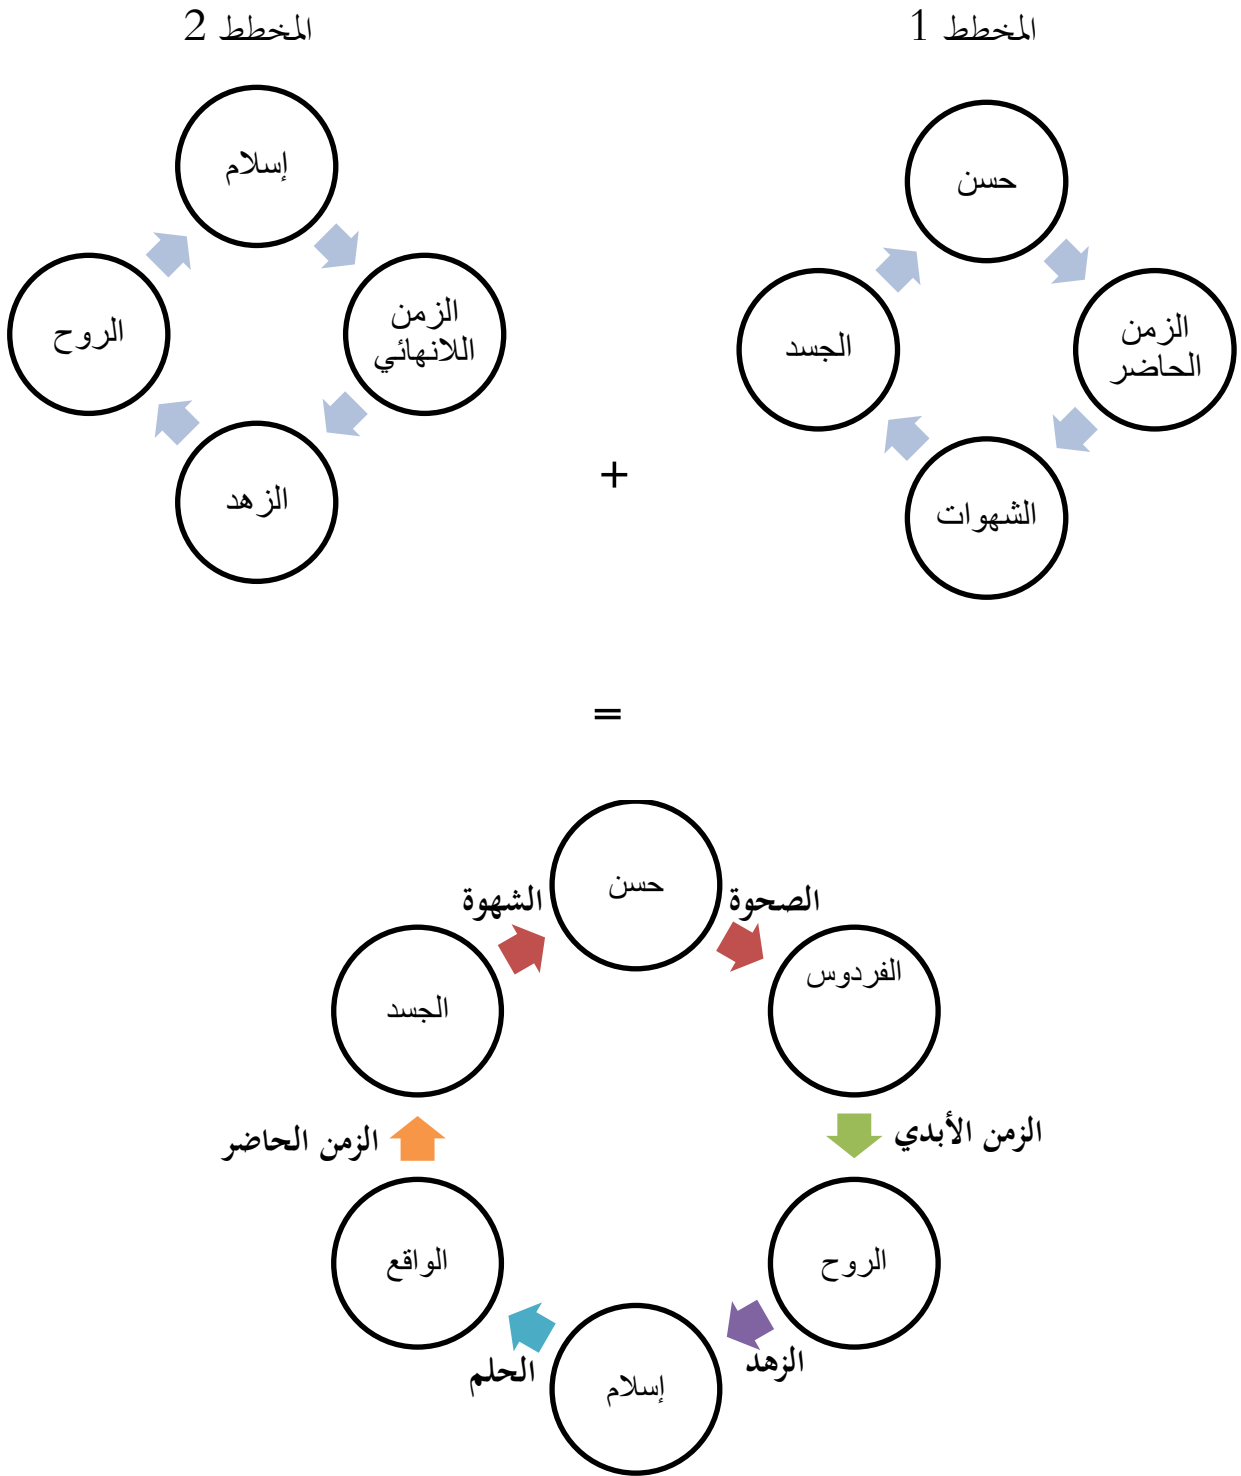 المخطط 1
المخطط 2
حسن
الزمن
الحاضر
الشهوات
الجسد
+
إسلام
الزمن
اللانهائي
الزهد
الروح
=
حسن
الصحوة
الفردوس
الزمن الأبدي
الروح
الزهد
إسلام
الحلم
الواقع
الزمن الحاضر
الجسد
الشهوة